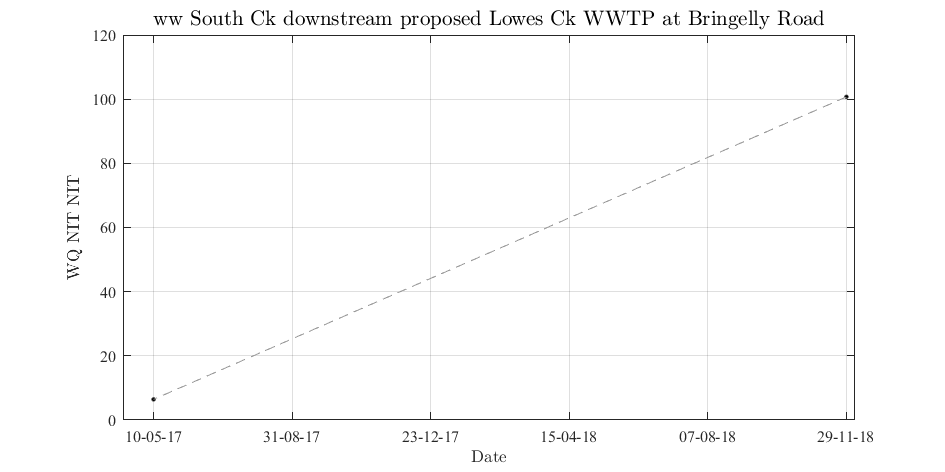 ww South Ck downstream proposed Lowes Ck WWTP at Bringelly Road
120
100
80
60
40
20
0
WQ NIT NIT
10-05-17 31-08-17 23-12-17 15-04-18 07-08-18 29-11-18
Date